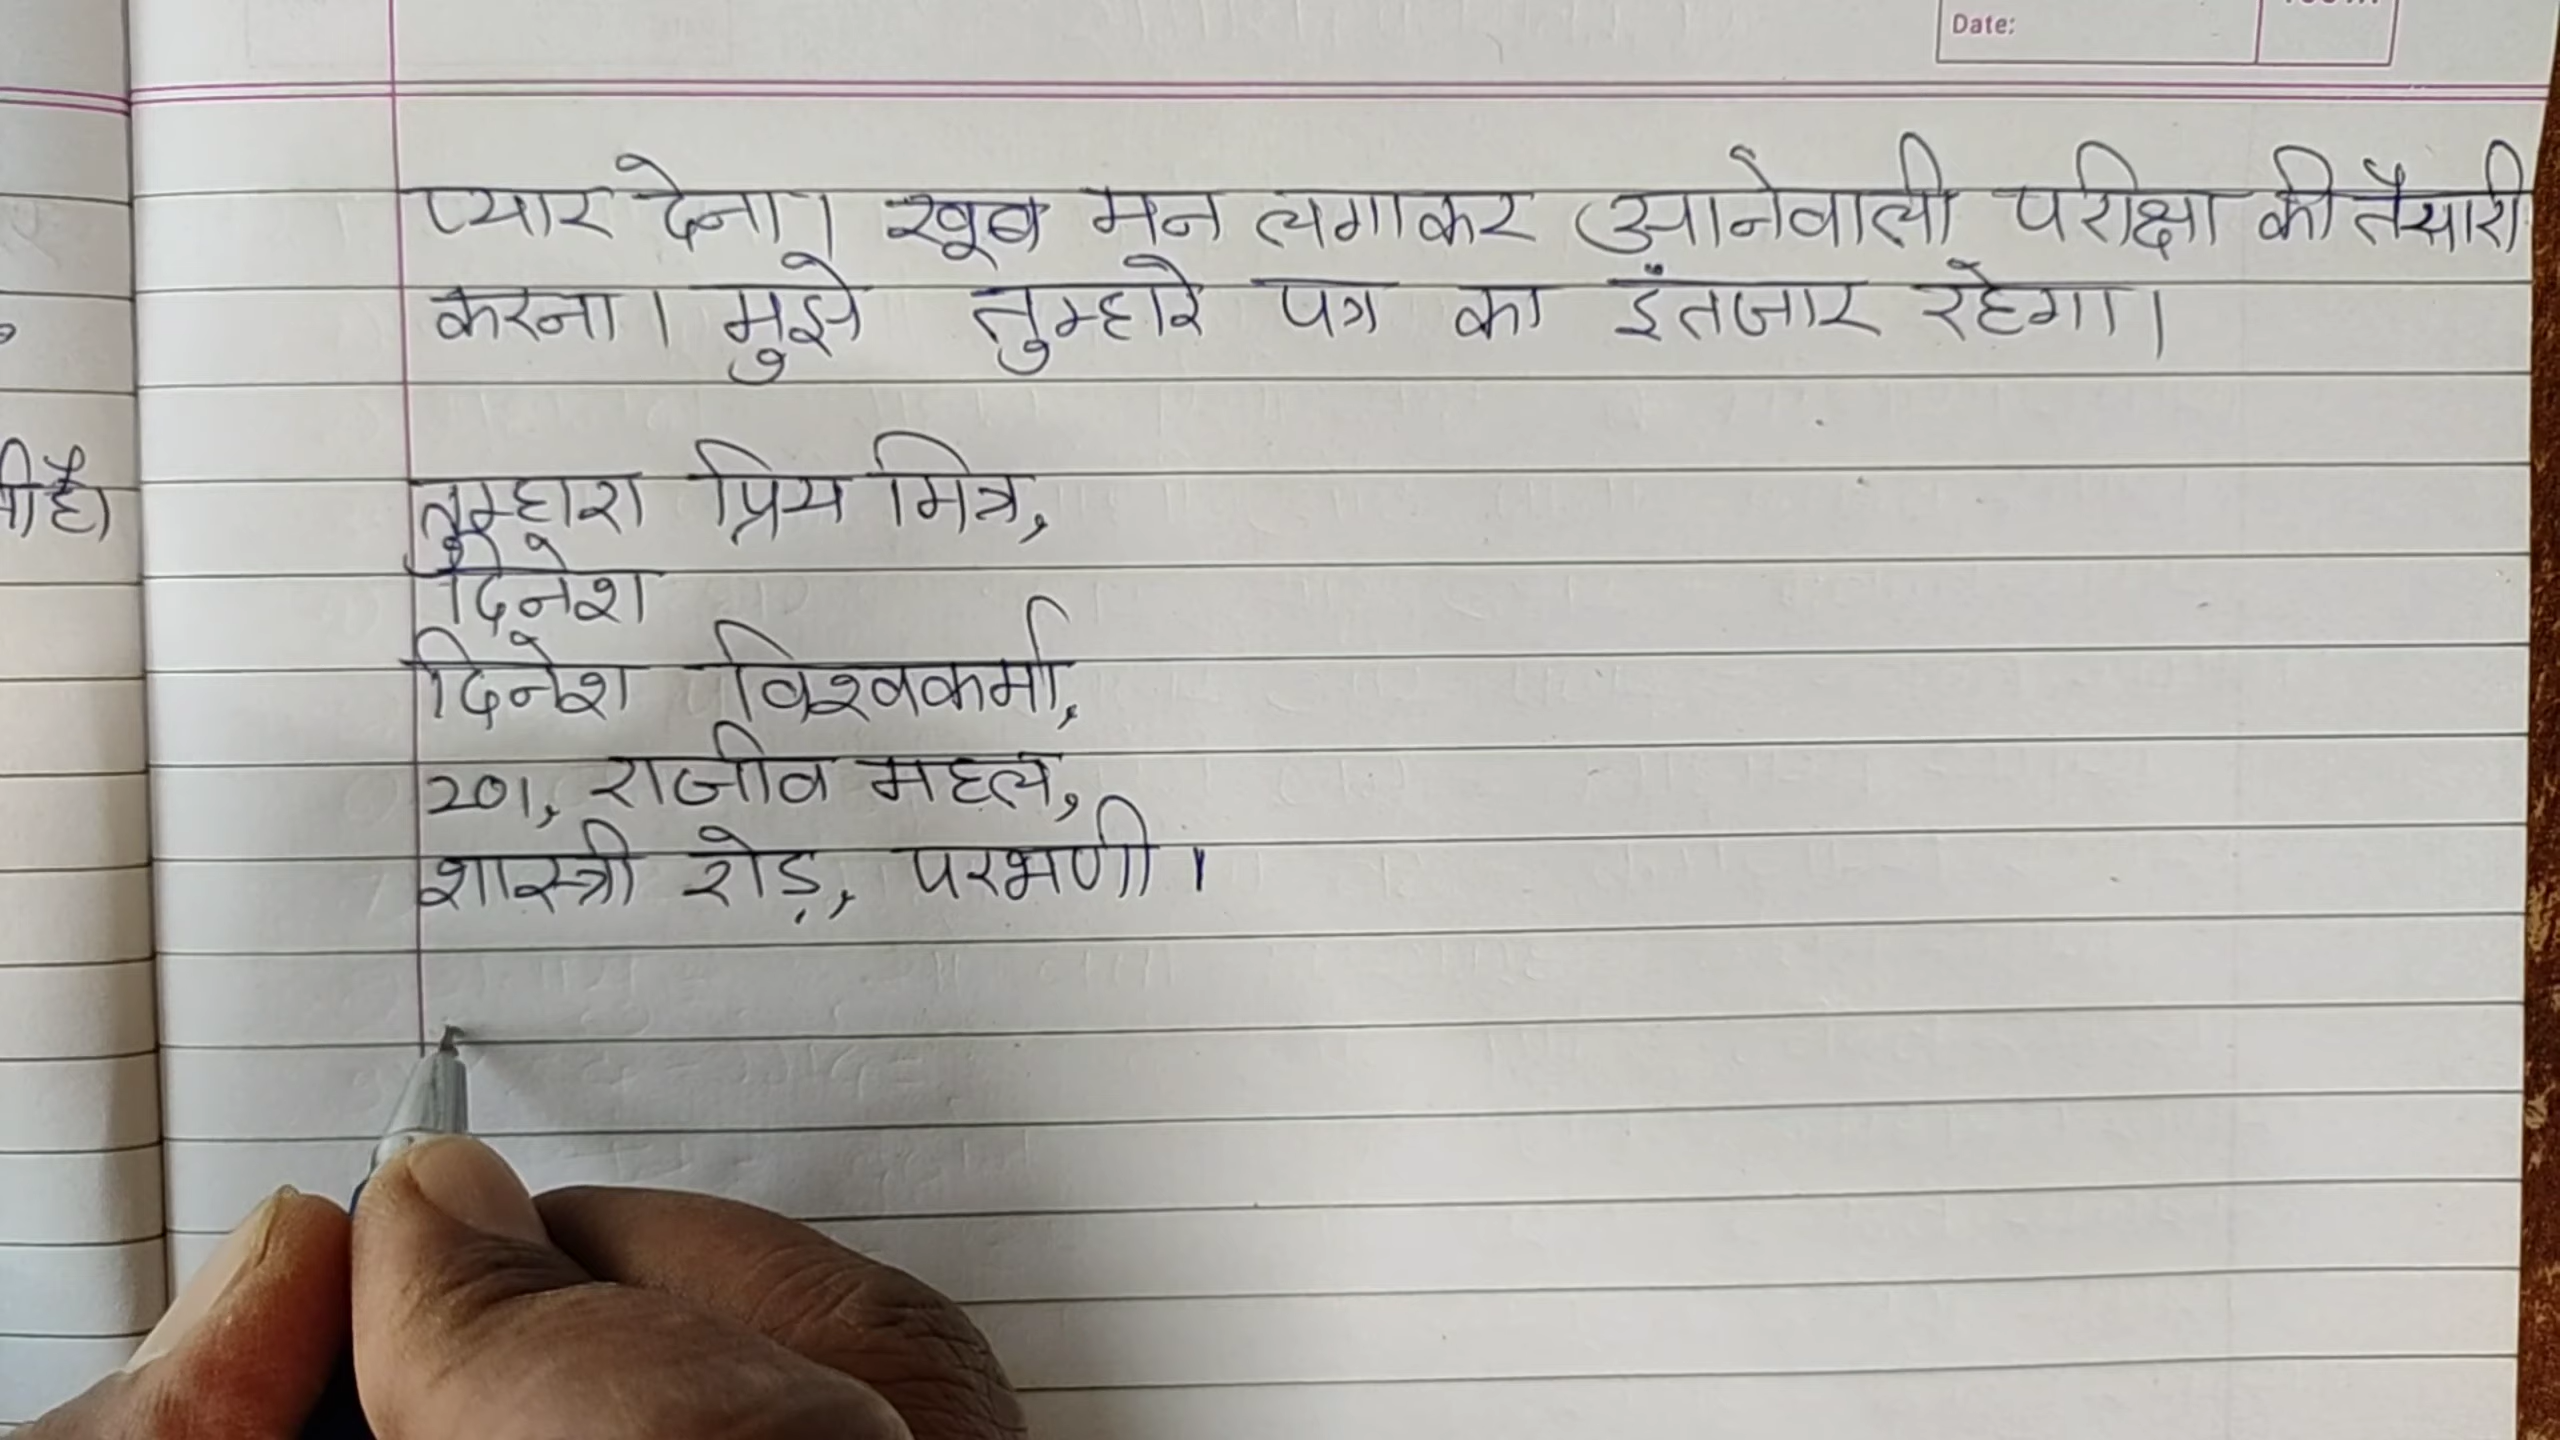 Date:
प्यार देना। खूब मन लगाकर आनेवाली परीक्षा की तैयारी
करना। मुझे तुम्हारे पत्र का इंतजार रहेगा।
है।
तुम्हारा प्रिय मित्र,
दिनेश
दिनेश विश्वकर्मा,
201, राजीव महल,
शास्त्री रोड़, परभणी।